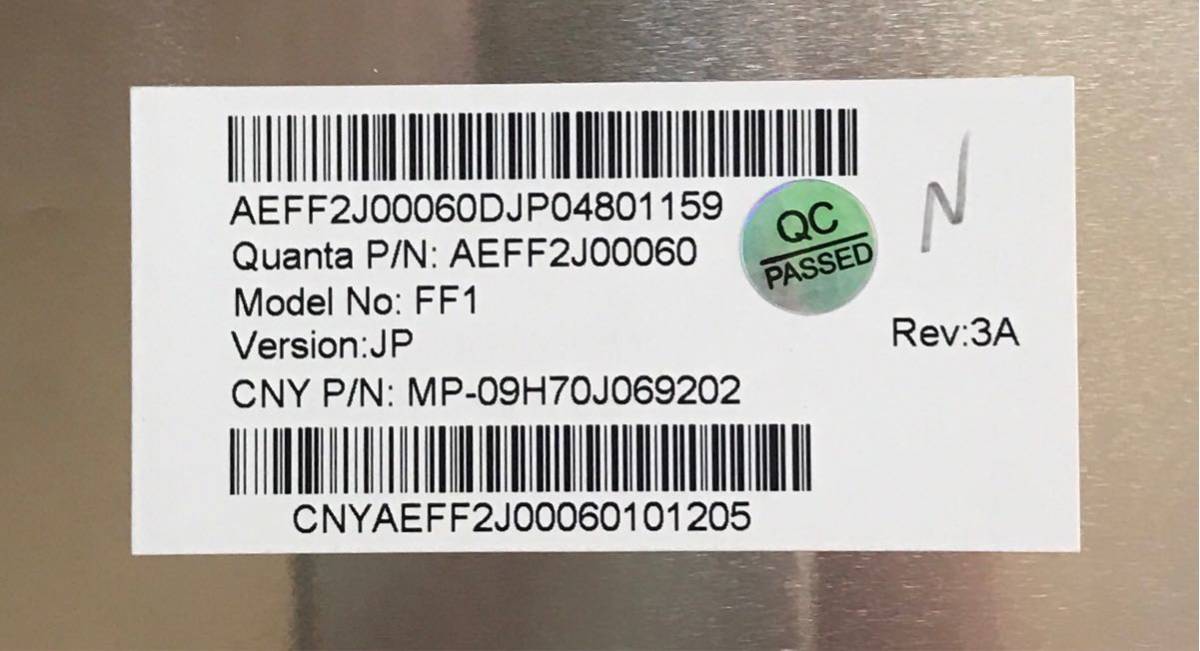 AEFF2J00060DJP04801159
Quanta P/N: AEFF2J00060
Model No: FF1
Version:JP
CNY P/N: MP-09H70J069202
CNYAEFF2J00060101205
QC
PASSED
N
Rev:3A